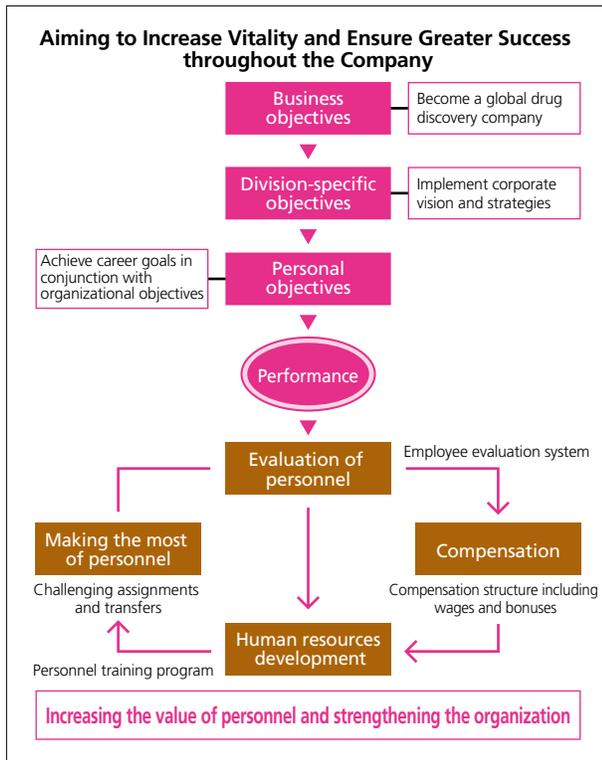 Aiming to Increase Vitality and Ensure Greater Success
throughout the Company
Business
objectives
Become a global drug
discovery company
Division-specific
objectives
Implement corporate
vision and strategies
Achieve career goals in
conjunction with
organizational objectives
Personal
objectives
Performance
Evaluation of
personnel
Employee evaluation system
Making the most
of personnel
Compensation
Challenging assignments
and transfers
Compensation structure including
wages and bonuses
Human resources
development
Personnel training program
Increasing the value of personnel and strengthening the organization